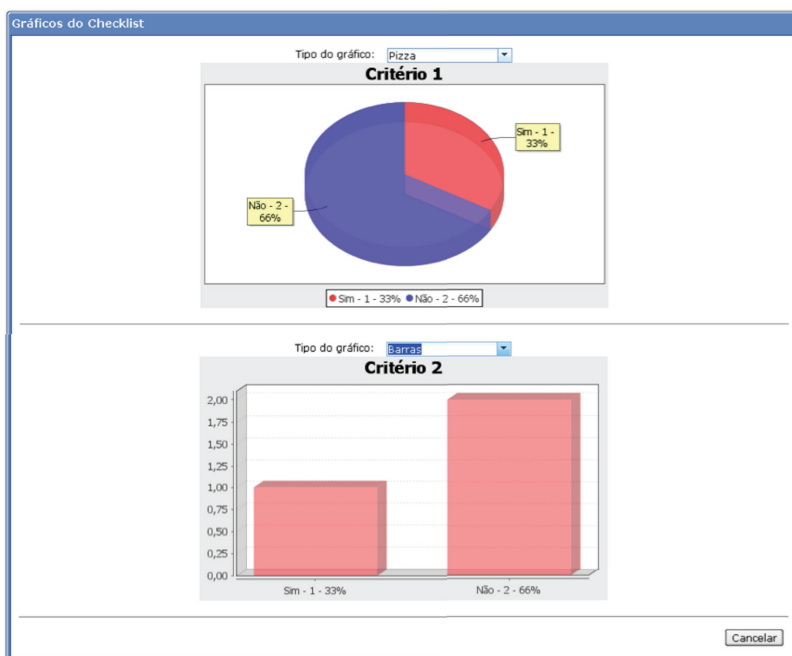 Gráficos do Checklist
Tipo do gráfico: Pizza
Critério 1
Sim - 1 -
33%
Não - 2 -
66%
Sim - 1 - 33% Não - 2 - 66%
Tipo do gráfico: Barras
Critério 2
2,00
1,75
1,50
1,25
1,00
0,75
0,50
0,25
0,00
Sim - 1 - 33% Não - 2 - 66%
Cancelar